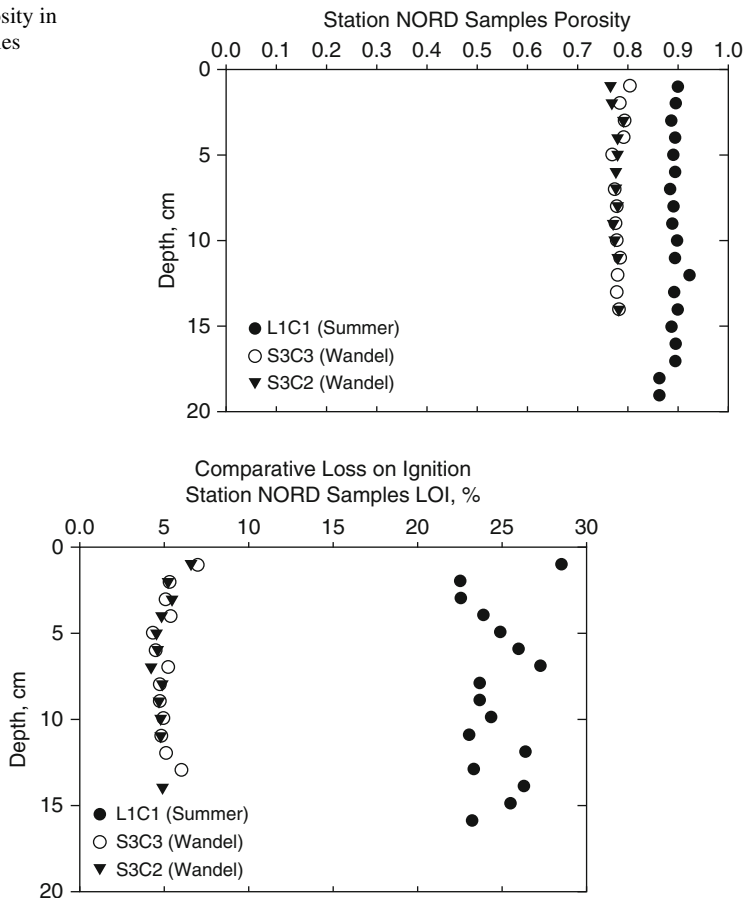 osity in
les
Station NORD Samples Porosity
0.0 0.1 0.2 0.3 0.4 0.5 0.6 0.7 0.8 0.9 1.0
0
5
10
15
20
Depth, cm
L1C1 (Summer)
S3C3 (Wandel)
S3C2 (Wandel)
Comparative Loss on Ignition
Station NORD Samples LOI, %
0.0 5 10 15 20 25 30
0
5
10
15
20
Depth, cm
L1C1 (Summer)
S3C3 (Wandel)
S3C2 (Wandel)